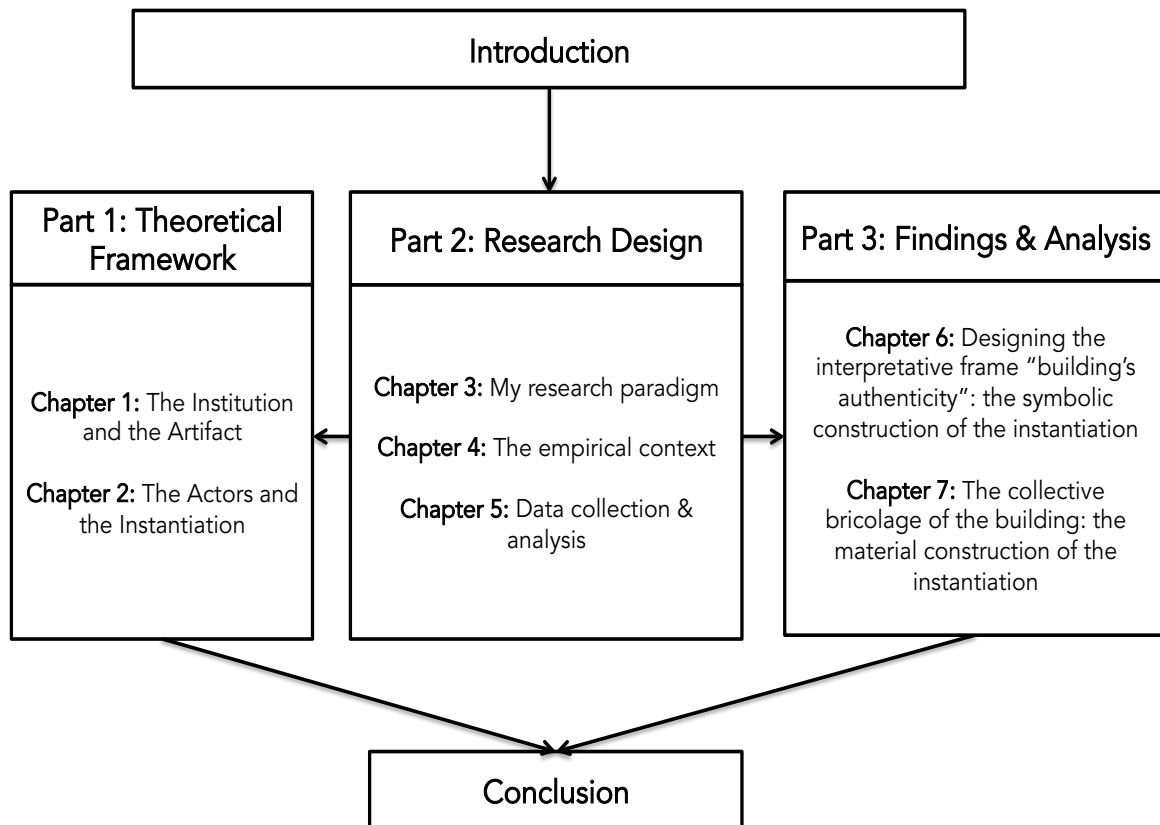 Introduction
Part 1: Theoretical
Framework
Chapter 1: The Institution
and the Artifact
Chapter 2: The Actors and
the Instantiation
Part 2: Research Design
Chapter 3: My research paradigm
Chapter 4: The empirical context
Chapter 5: Data collection &
analysis
Part 3: Findings & Analysis
Chapter 6: Designing the
interpretative frame “building’s
authenticity”: the symbolic
construction of the instantiation
Chapter 7: The collective
bricolage of the building: the
material construction of the
instantiation
Conclusion